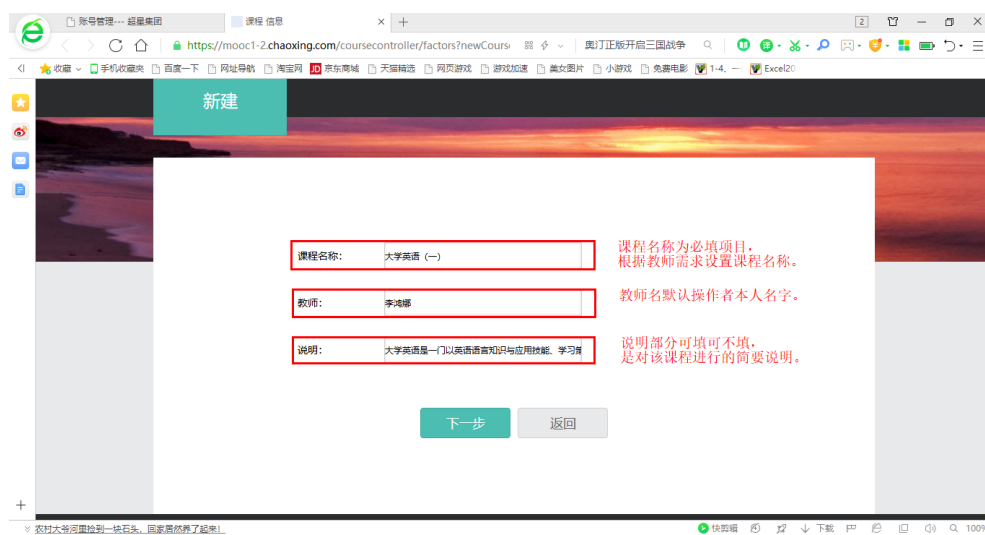 账号管理--- 超星集团
课程 信息
2
https://mooc1-2.chaoxing.com/coursecontroller/factors?newCours
奥汀正版开启三国战争
收藏
手机收藏夹
百度一下
网址导航
淘宝网
JD 京东商城
天猫精选
网页游戏
游戏加速
美女图片
小游戏
免费电影
1-4、一
Excel20
新建
课程名称： 大学英语（一）
课程名称为必填项目，
根据教师需求设置课程名称。
教师： 李鸿娜
教师名默认操作者本人名字。
说明： 大学英语是一门以英语语言知识与应用技能、学习策
说明部分可填可不填，
是对该课程进行的简要说明。
下一步
返回
农村大爷河里捡到一块石头，回家居然养了起来！
快剪辑
下载
100%